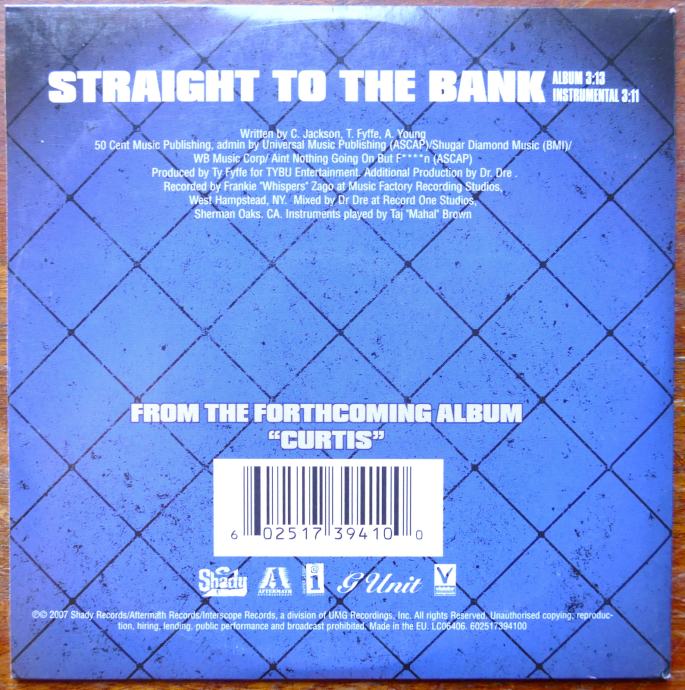 STRAIGHT TO THE BANK ALBUM 3:13
INSTRUMENTAL 3:11
Written by C. Jackson, T. Fyffe, A. Young
50 Cent Music Publishing, admin by Universal Music Publishing (ASCAP)/Shugar Diamond Music (BMI)/
WB Music Corp/ Aint Nothing Going On But F****n (ASCAP)
Produced by Ty Fyffe for TYBU Entertainment. Additional Production by Dr. Dre .
Recorded by Frankie "Whispers" Zago at Music Factory Recording Studios,
West Hampstead, NY. Mixed by Dr Dre at Record One Studios,
Sherman Oaks. CA. Instruments played by Taj "Mahal" Brown
FROM THE FORTHCOMING ALBUM
“CURTIS”
6 02517 39410 0
Shady AFTERMATH ENTERTAINMENT i G Unit V
℗© 2007 Shady Records/Aftermath Records/Interscope Records, a division of UMG Recordings, Inc. All rights Reserved. Unauthorised copying, reproduc-
tion, hiring, lending, public performance and broadcast prohibited. Made in the EU. LC06406. 602517394100